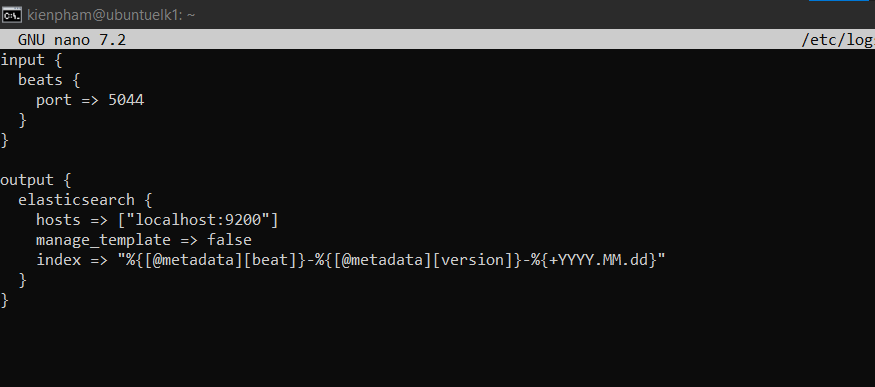 kienpham@ubuntuelk1: ~
GNU nano 7.2 /etc/log
input {
  beats {
    port => 5044
  }
}
output {
  elasticsearch {
    hosts => ["localhost:9200"]
    manage_template => false
    index => "%{[@metadata][beat]}-%{[@metadata][version]}-%{+YYYY.MM.dd}"
  }
}